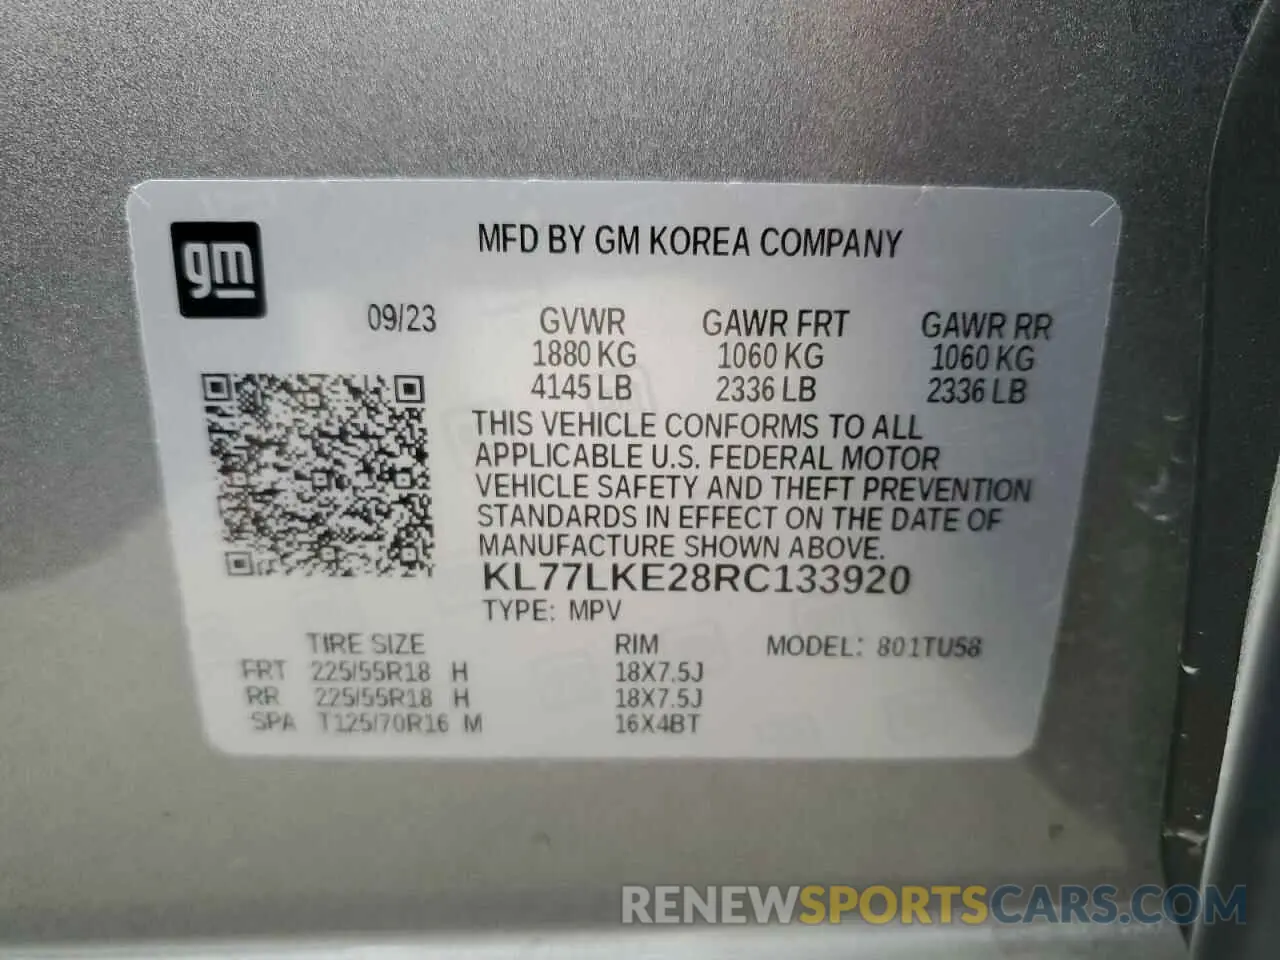 gm
MFD BY GM KOREA COMPANY
09/23
GVWR GAWR FRT GAWR RR
1880 KG 1060 KG 1060 KG
4145 LB 2336 LB 2336 LB
THIS VEHICLE CONFORMS TO ALL
APPLICABLE U.S. FEDERAL MOTOR
VEHICLE SAFETY AND THEFT PREVENTION
STANDARDS IN EFFECT ON THE DATE OF
MANUFACTURE SHOWN ABOVE.
KL77LKE28RC133920
TYPE: MPV
TIRE SIZE RIM MODEL: 801TU58
FRT 225/55R18 H 18X7.5J
RR 225/55R18 H 18X7.5J
SPA T125/70R16 M 16X4BT
RENEWSPORTSCARS.COM